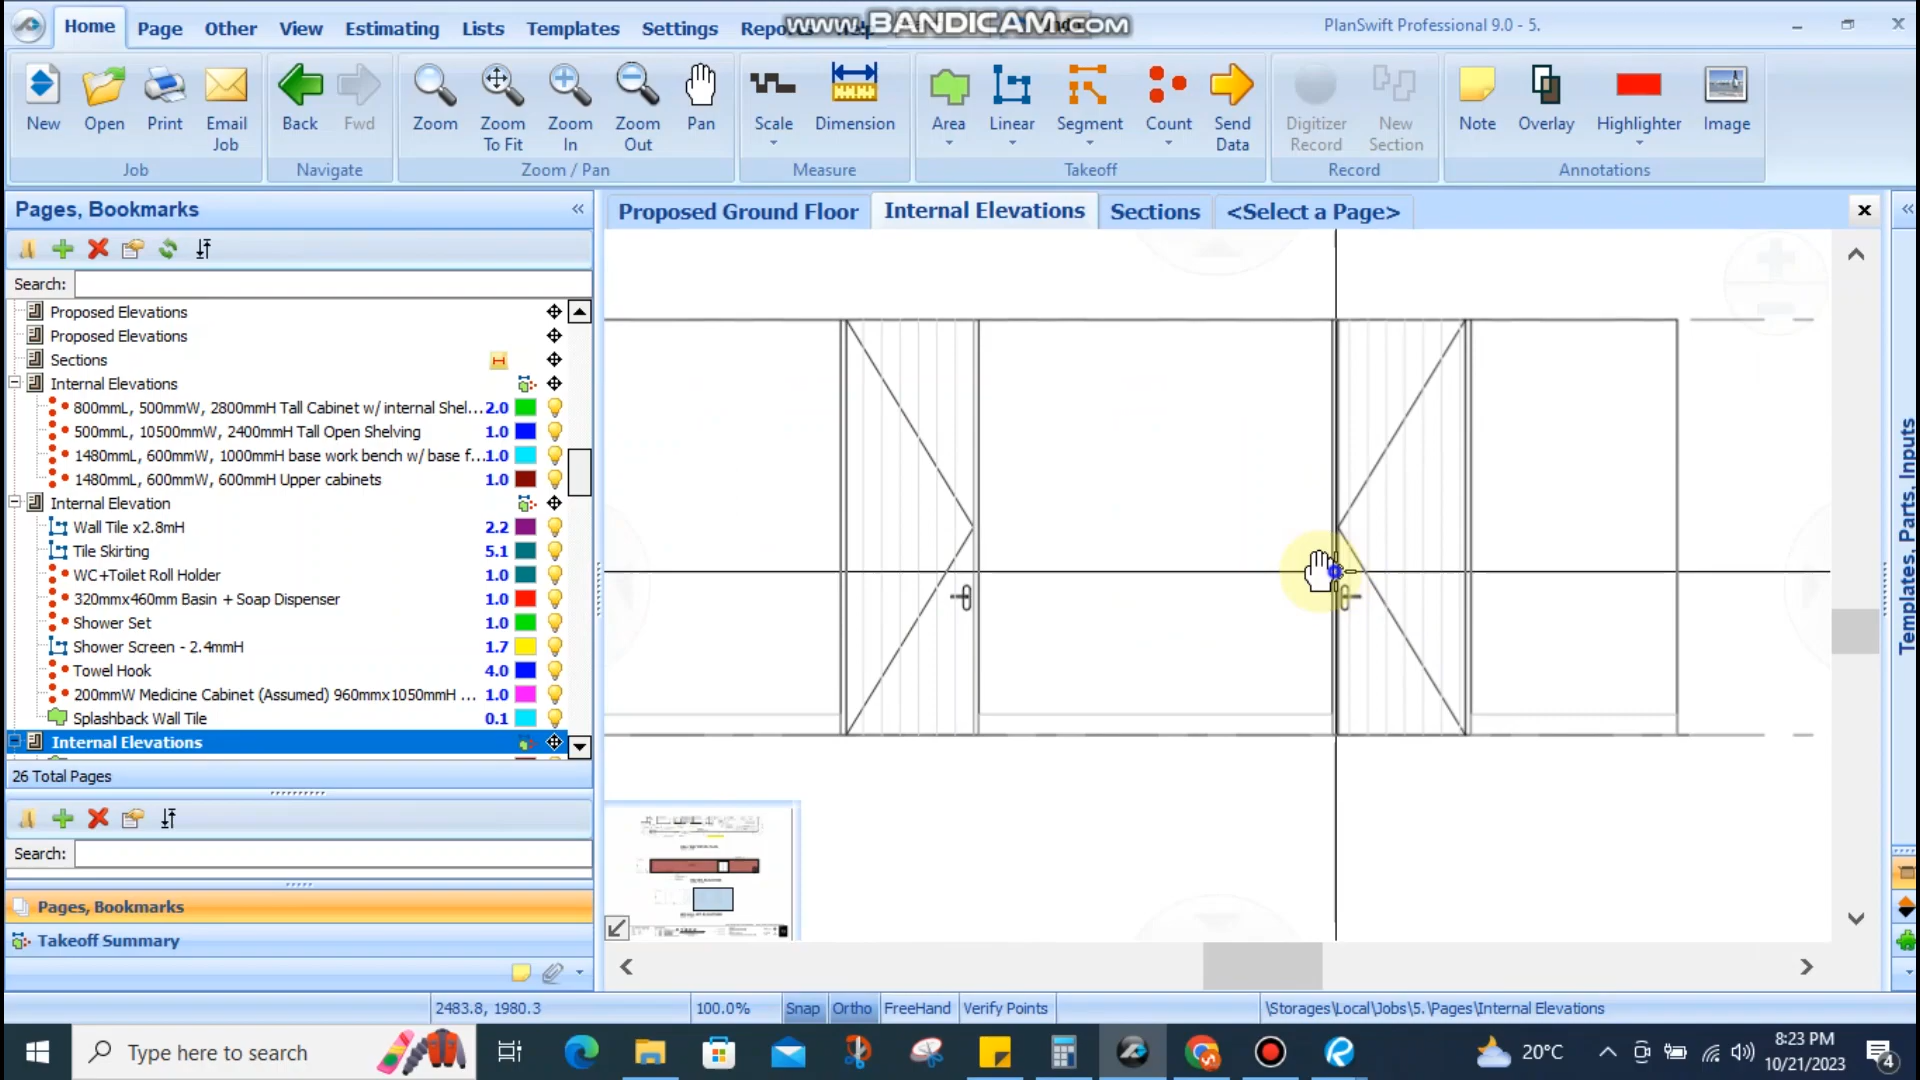 Home Page Other View Estimating Lists Templates Settings
www.BANDICAM.com
PlanSwift Professional 9.0 - 5.
New Open Print Email Job
Back Fwd
Zoom Zoom To Fit Zoom In Zoom Out Pan
Scale Dimension
Area Linear Segment Count Send Data
Digitizer Record New Section
Note Overlay Highlighter Image
Job Navigate Zoom / Pan Measure Takeoff Record Annotations
Pages, Bookmarks
Proposed Ground Floor Internal Elevations Sections <Select a Page>
Search:
Proposed Elevations
Proposed Elevations
Sections
Internal Elevations
800mmL, 500mmW, 2800mmH Tall Cabinet w/ internal Shel... 2.0
500mmL, 10500mmW, 2400mmH Tall Open Shelving 1.0
1480mmL, 600mmW, 1000mmH base work bench w/ base f... 1.0
1480mmL, 600mmW, 600mmH Upper cabinets 1.0
Internal Elevation
Wall Tile x2.8mH 2.2
Tile Skirting 5.1
WC+Toilet Roll Holder 1.0
320mmx460mm Basin + Soap Dispenser 1.0
Shower Set 1.0
Shower Screen - 2.4mmH 1.7
Towel Hook 4.0
200mmW Medicine Cabinet (Assumed) 960mmx1050mmH ... 1.0
Splashback Wall Tile 0.1
Internal Elevations
26 Total Pages
Search:
Pages, Bookmarks
Takeoff Summary
Templates, Parts, Inputs
2483.8, 1980.3 100.0% Snap Ortho FreeHand Verify Points \Storages\Local\Jobs\5.\Pages\Internal Elevations
Type here to search
20°C
8:23 PM
10/21/2023
4